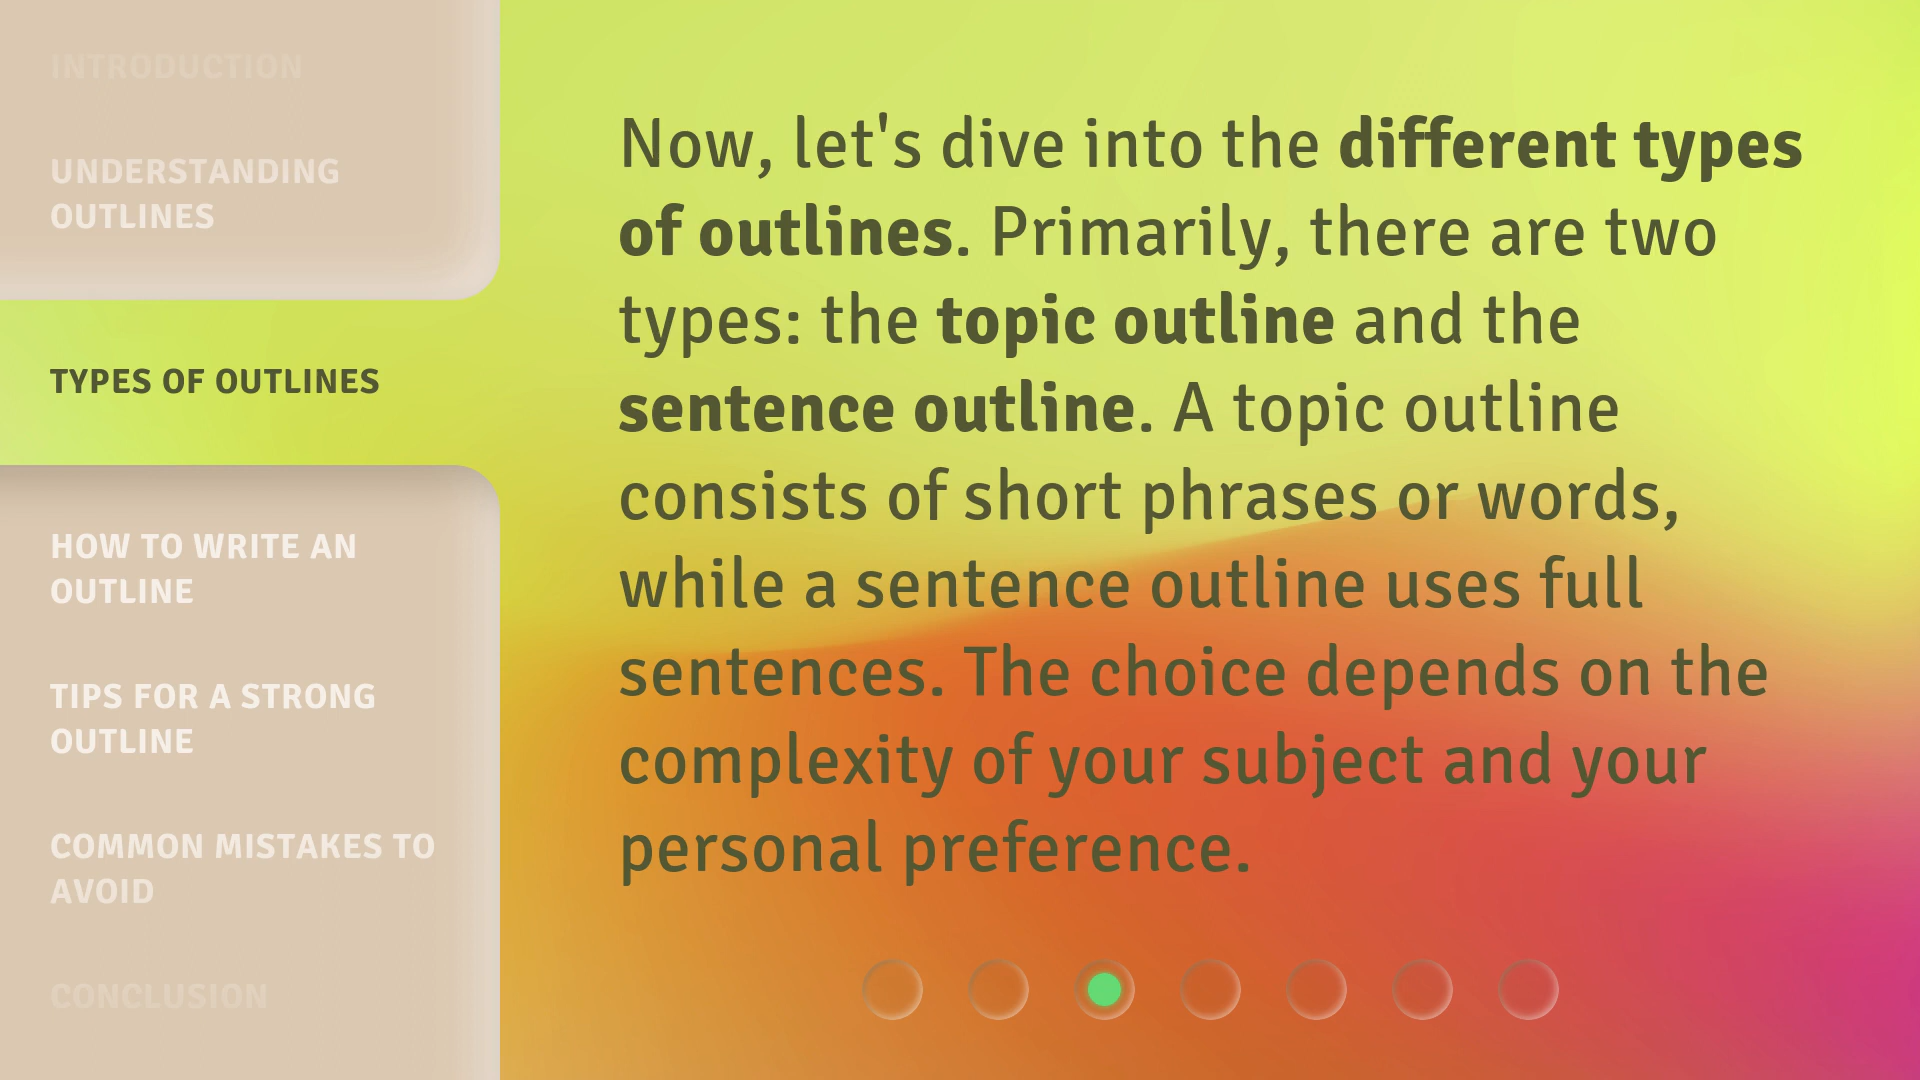 INTRODUCTION
UNDERSTANDING
OUTLINES
TYPES OF OUTLINES
HOW TO WRITE AN
OUTLINE
TIPS FOR A STRONG
OUTLINE
COMMON MISTAKES TO
AVOID
CONCLUSION
Now, let's dive into the different types
of outlines. Primarily, there are two
types: the topic outline and the
sentence outline. A topic outline
consists of short phrases or words,
while a sentence outline uses full
sentences. The choice depends on the
complexity of your subject and your
personal preference.